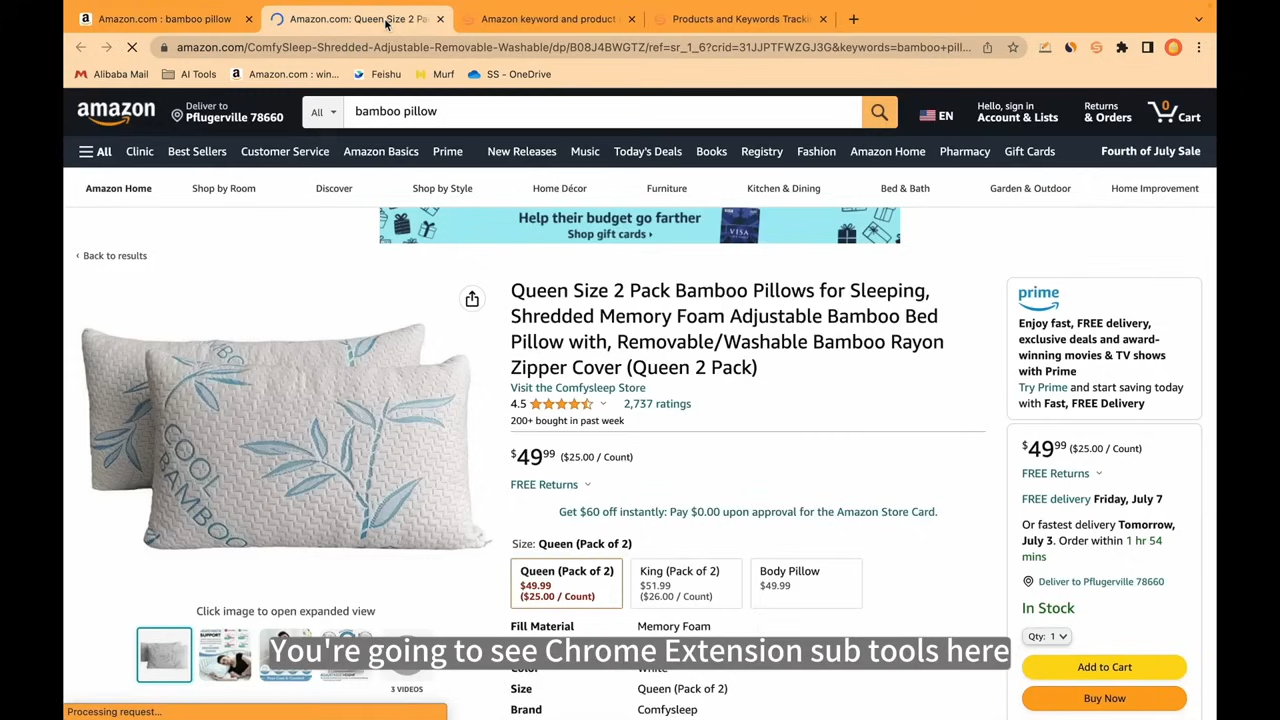 Amazon.com : bamboo pillow
Amazon.com: Queen Size 2 Pa
Amazon keyword and product
Products and Keywords Tracki
amazon.com/ComfySleep-Shredded-Adjustable-Removable-Washable/dp/B08J4BWGTZ/ref=sr_1_6?crid=31JJPTFWZGJ3G&keywords=bamboo+pill...
Alibaba Mail
AI Tools
Amazon.com : win...
Feishu
Murf
SS - OneDrive
amazon
Deliver to
Pflugerville 78660
All
bamboo pillow
EN
Hello, sign in
Account & Lists
Returns
& Orders
0
Cart
All
Clinic
Best Sellers
Customer Service
Amazon Basics
Prime
New Releases
Music
Today's Deals
Books
Registry
Fashion
Amazon Home
Pharmacy
Gift Cards
Fourth of July Sale
Amazon Home
Shop by Room
Discover
Shop by Style
Home Décor
Furniture
Kitchen & Dining
Bed & Bath
Garden & Outdoor
Home Improvement
Help their budget go farther
Shop gift cards ›
VISA
‹ Back to results
COOL
BAMBOO
Click image to open expanded view
3 VIDEOS
Queen Size 2 Pack Bamboo Pillows for Sleeping,
Shredded Memory Foam Adjustable Bamboo Bed
Pillow with, Removable/Washable Bamboo Rayon
Zipper Cover (Queen 2 Pack)
Visit the Comfysleep Store
4.5
2,737 ratings
200+ bought in past week
$49⁹⁹ ($25.00 / Count)
FREE Returns
Get $60 off instantly: Pay $0.00 upon approval for the Amazon Store Card.
Size: Queen (Pack of 2)
Queen (Pack of 2)
$49.99
($25.00 / Count)
King (Pack of 2)
$51.99
($26.00 / Count)
Body Pillow
$49.99
Fill Material
Memory Foam
Size
Queen (Pack of 2)
Brand
Comfysleep
prime
Enjoy fast, FREE delivery,
exclusive deals and award-
winning movies & TV shows
with Prime
Try Prime and start saving today
with Fast, FREE Delivery
$49⁹⁹ ($25.00 / Count)
FREE Returns
FREE delivery Friday, July 7
Or fastest delivery Tomorrow,
July 3. Order within 1 hr 54
mins
Deliver to Pflugerville 78660
In Stock
Qty: 1
Add to Cart
Buy Now
You're going to see Chrome Extension sub tools here
Processing request...